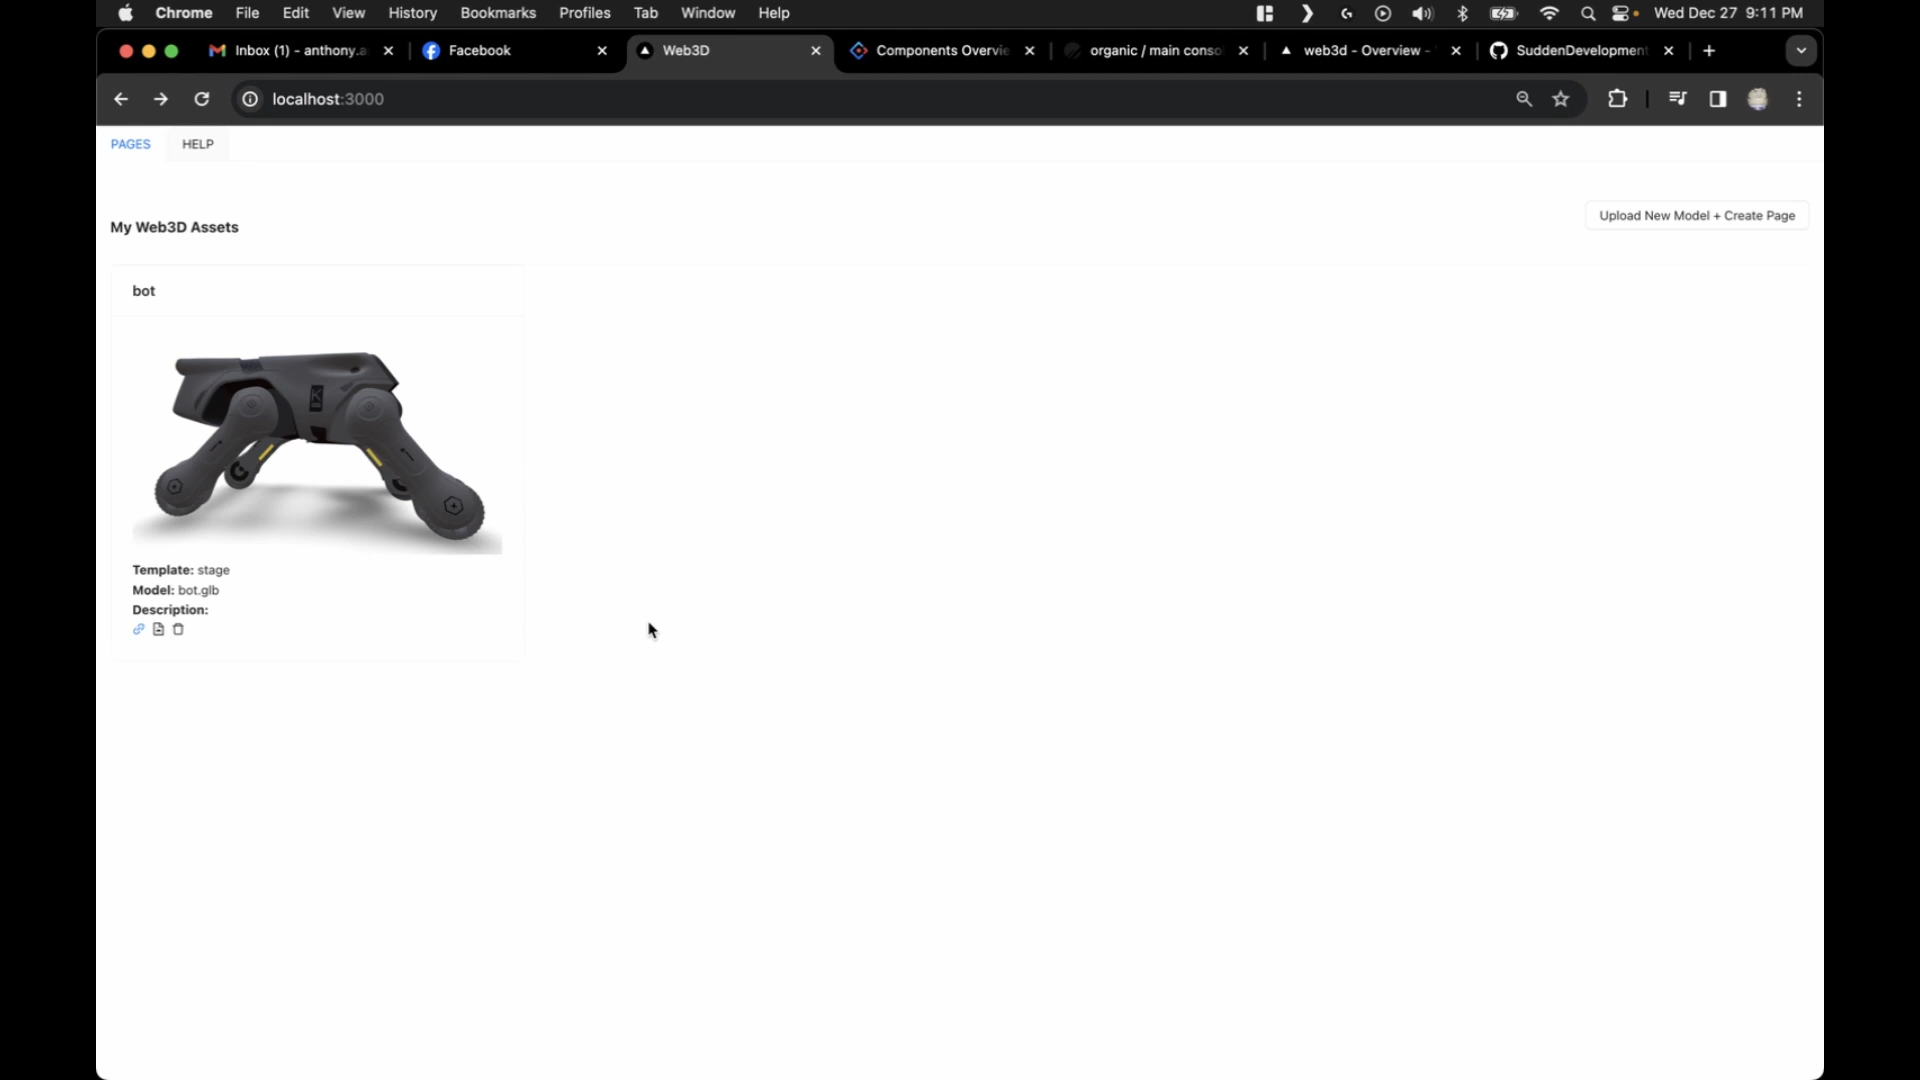 Chrome File Edit View History Bookmarks Profiles Tab Window Help Wed Dec 27 9:11 PM
Inbox (1) - anthony.a Facebook Web3D Components Overvie organic / main conso web3d - Overview - SuddenDevelopment
localhost:3000
PAGES HELP
Upload New Model + Create Page
My Web3D Assets
bot
K
Template: stage
Model: bot.glb
Description: